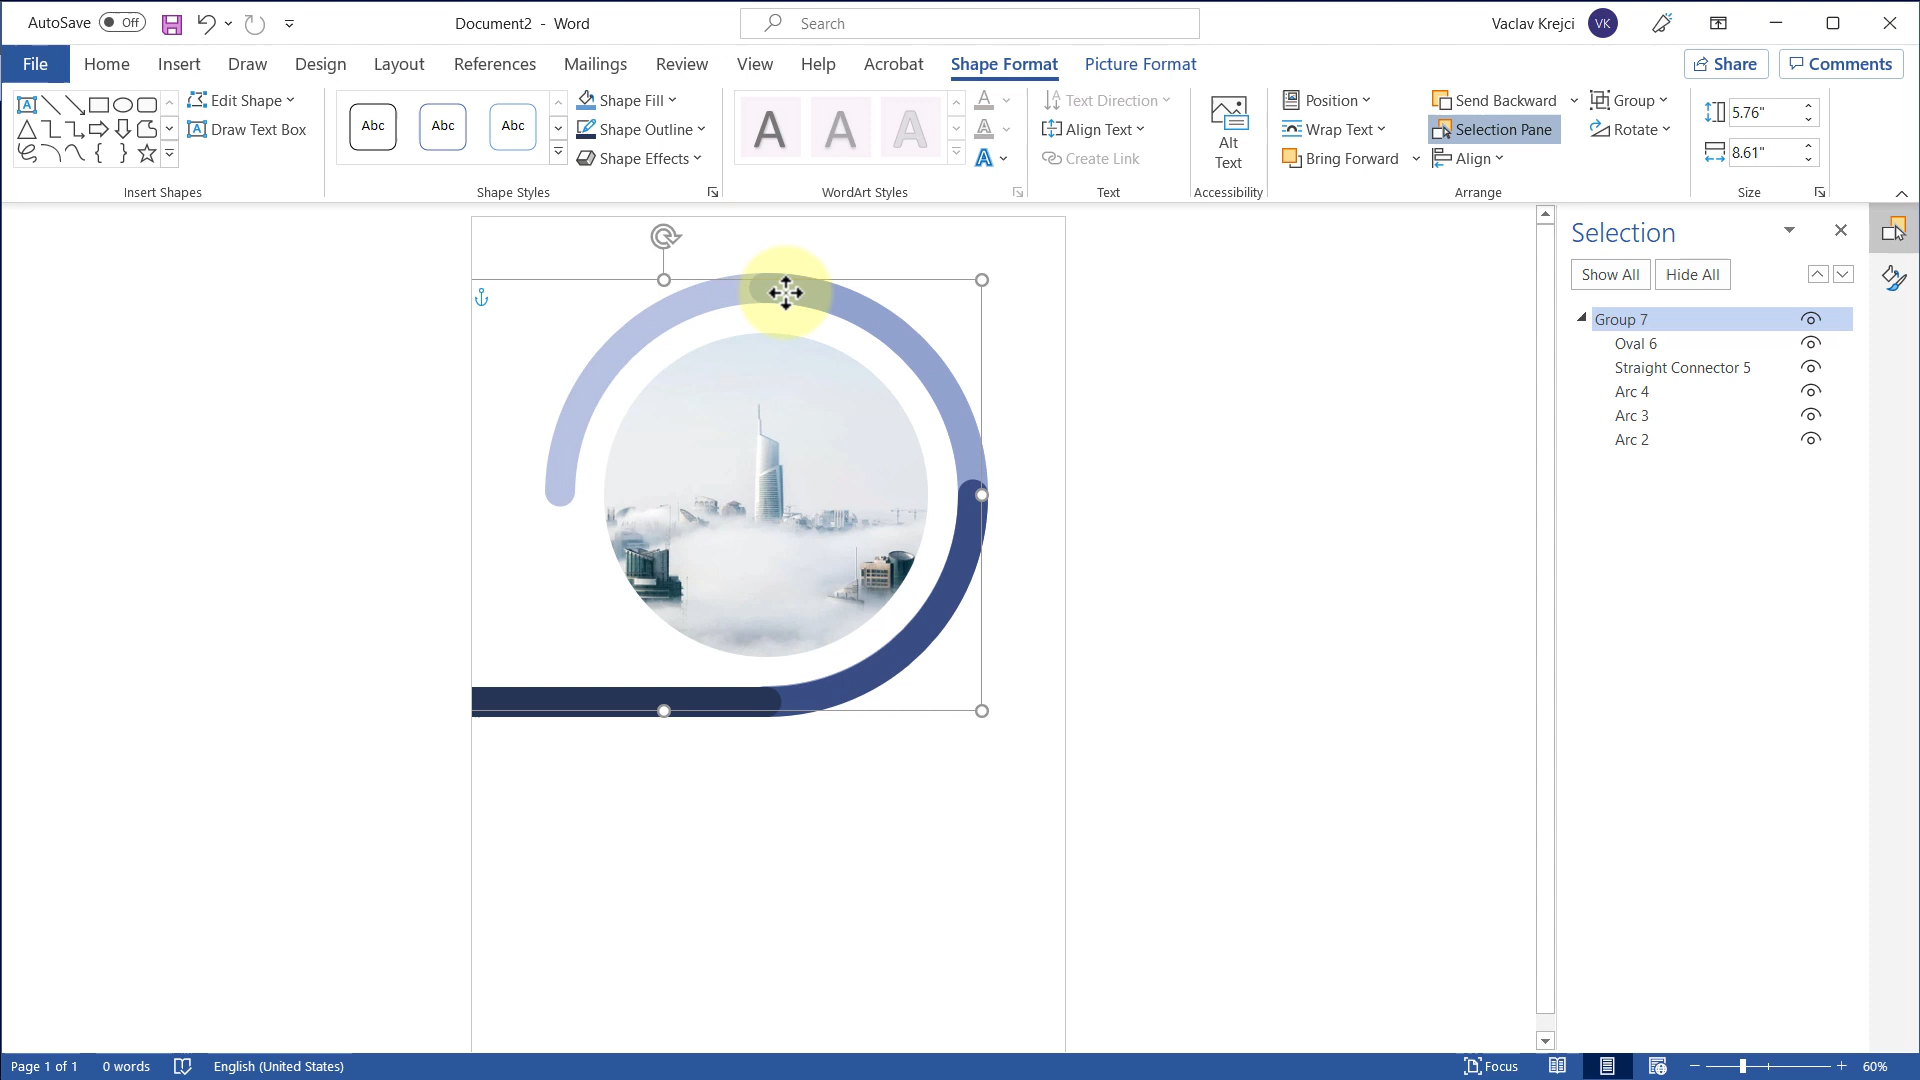 AutoSave Off Document2 - Word Search Vaclav Krejci VK
File Home Insert Draw Design Layout References Mailings Review View Help Acrobat Shape Format Picture Format Share Comments
Edit Shape
Draw Text Box
Insert Shapes
Abc Abc Abc
Shape Fill
Shape Outline
Shape Effects
Shape Styles
A A A
A
A
A
WordArt Styles
Text Direction
Align Text
Create Link
Text
Alt
Text
Accessibility
Position
Wrap Text
Bring Forward
Send Backward
Selection Pane
Align
Group
Rotate
Arrange
5.76"
8.61"
Size
Selection
Show All Hide All
Group 7
Oval 6
Straight Connector 5
Arc 4
Arc 3
Arc 2
Page 1 of 1 0 words English (United States) Focus 60%